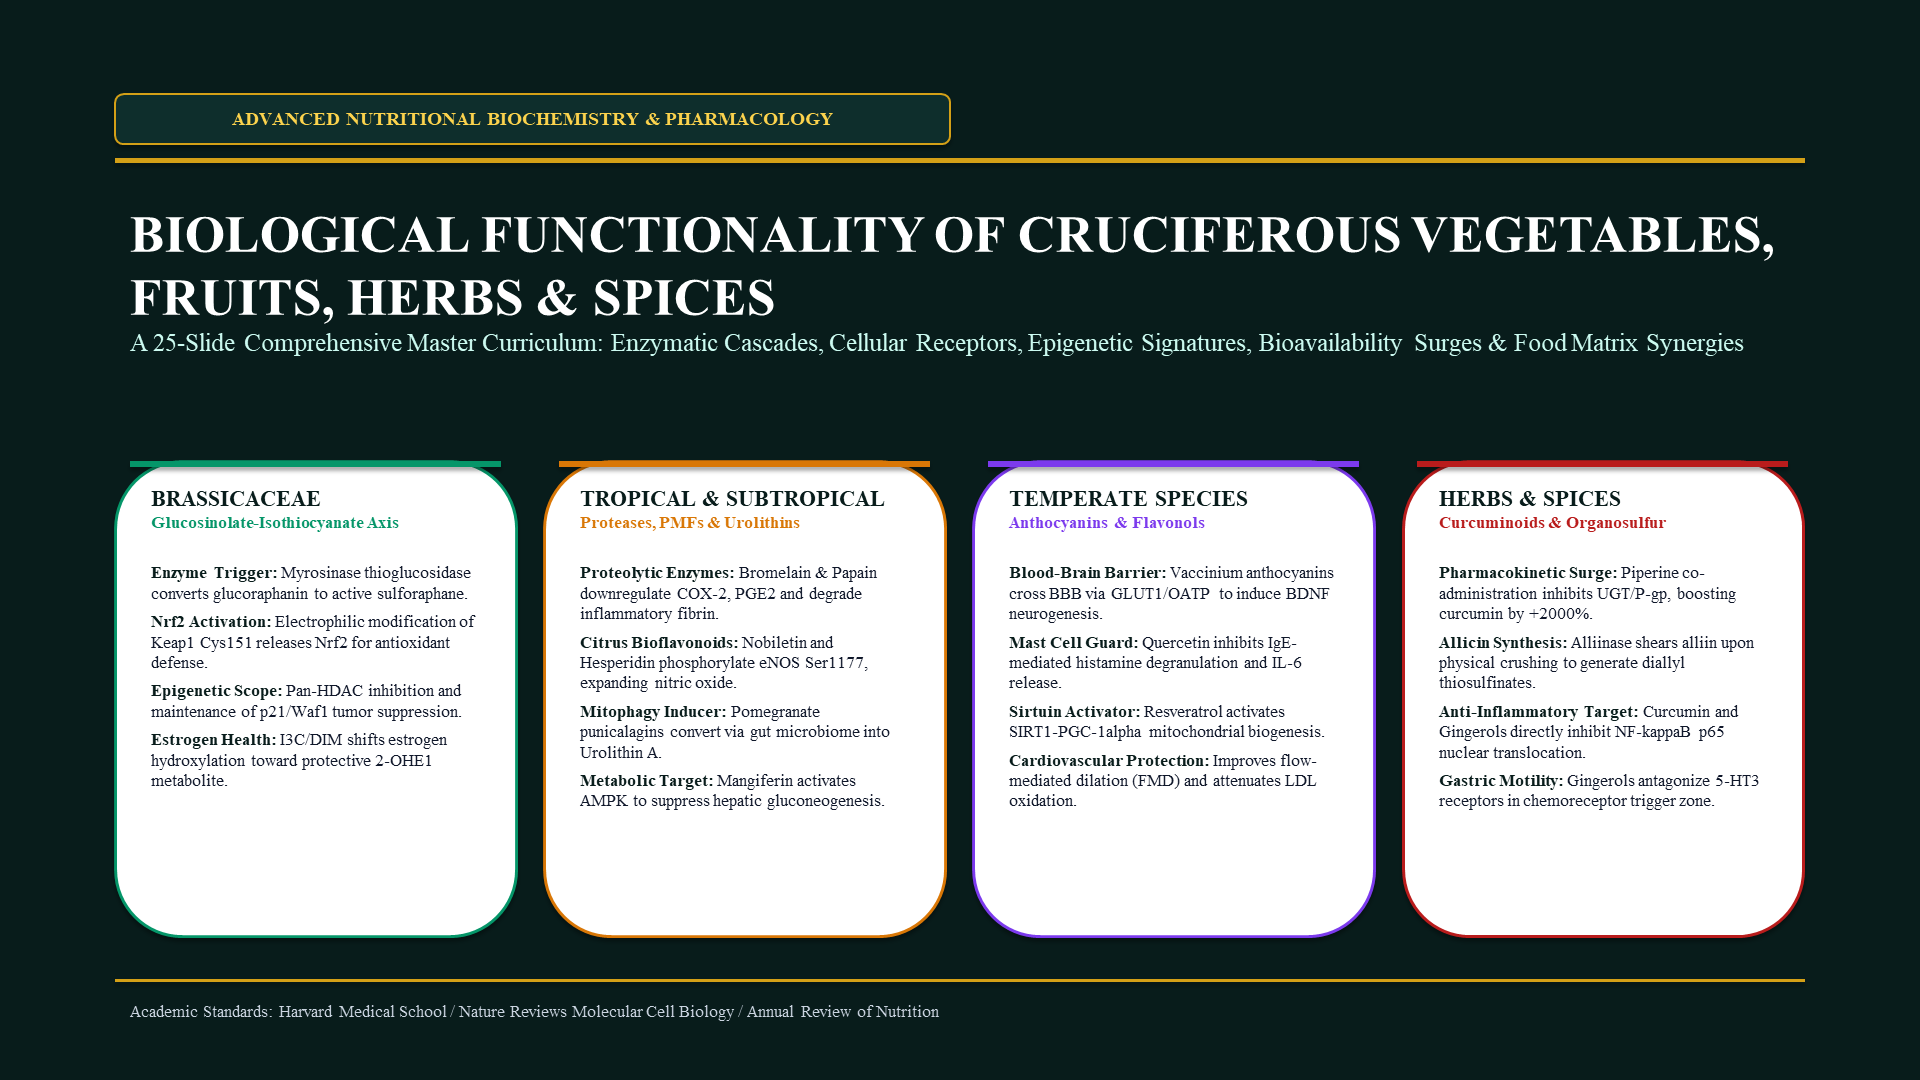 ADVANCED NUTRITIONAL BIOCHEMISTRY & PHARMACOLOGY
BIOLOGICAL FUNCTIONALITY OF CRUCIFEROUS VEGETABLES,
FRUITS, HERBS & SPICES
A 25-Slide Comprehensive Master Curriculum: Enzymatic Cascades, Cellular Receptors, Epigenetic Signatures, Bioavailability Surges & Food Matrix Synergies
BRASSICACEAE
Glucosinolate-Isothiocyanate Axis
Enzyme Trigger: Myrosinase thioglucosidase
converts glucoraphanin to active sulforaphane.
Nrf2 Activation: Electrophilic modification of
Keap1 Cys151 releases Nrf2 for antioxidant
defense.
Epigenetic Scope: Pan-HDAC inhibition and
maintenance of p21/Waf1 tumor suppression.
Estrogen Health: I3C/DIM shifts estrogen
hydroxylation toward protective 2-OHE1
metabolite.
TROPICAL & SUBTROPICAL
Proteases, PMFs & Urolithins
Proteolytic Enzymes: Bromelain & Papain
downregulate COX-2, PGE2 and degrade
inflammatory fibrin.
Citrus Bioflavonoids: Nobiletin and
Hesperidin phosphorylate eNOS Ser1177,
expanding nitric oxide.
Mitophagy Inducer: Pomegranate
punicalagins convert via gut microbiome into
Urolithin A.
Metabolic Target: Mangiferin activates
AMPK to suppress hepatic gluconeogenesis.
TEMPERATE SPECIES
Anthocyanins & Flavonols
Blood-Brain Barrier: Vaccinium anthocyanins
cross BBB via GLUT1/OATP to induce BDNF
neurogenesis.
Mast Cell Guard: Quercetin inhibits IgE-
mediated histamine degranulation and IL-6
release.
Sirtuin Activator: Resveratrol activates
SIRT1-PGC-1alpha mitochondrial biogenesis.
Cardiovascular Protection: Improves flow-
mediated dilation (FMD) and attenuates LDL
oxidation.
HERBS & SPICES
Curcuminoids & Organosulfur
Pharmacokinetic Surge: Piperine co-
administration inhibits UGT/P-gp, boosting
curcumin by +2000%.
Allicin Synthesis: Alliinase shears alliin upon
physical crushing to generate diallyl
thiosulfinates.
Anti-Inflammatory Target: Curcumin and
Gingerols directly inhibit NF-kappaB p65
nuclear translocation.
Gastric Motility: Gingerols antagonize 5-HT3
receptors in chemoreceptor trigger zone.
Academic Standards: Harvard Medical School / Nature Reviews Molecular Cell Biology / Annual Review of Nutrition